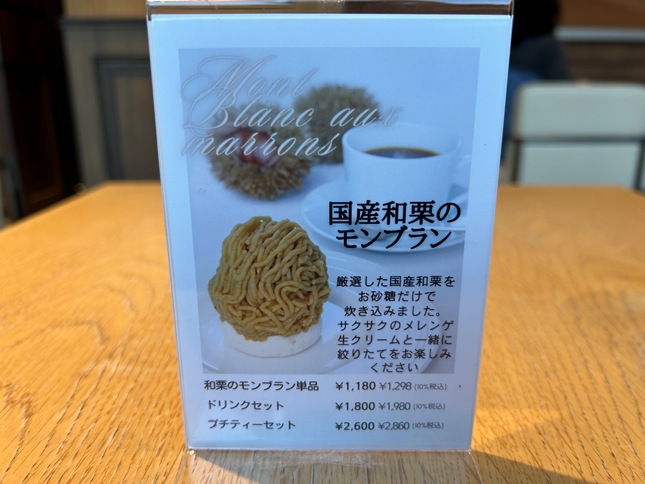 Mont
Blanc aux
marrons
国産和栗の
モンブラン
厳選した国産和栗を
お砂糖だけで
炊き込みました。
サクサクのメレンゲ
生クリームと一緒に
絞りたてをお楽しみ
ください
和栗のモンブラン単品 ¥1,180 ¥1,298 (10%税込)
ドリンクセット ¥1,800 ¥1,980 (10%税込)
プチティーセット ¥2,600 ¥2,860 (10%税込)